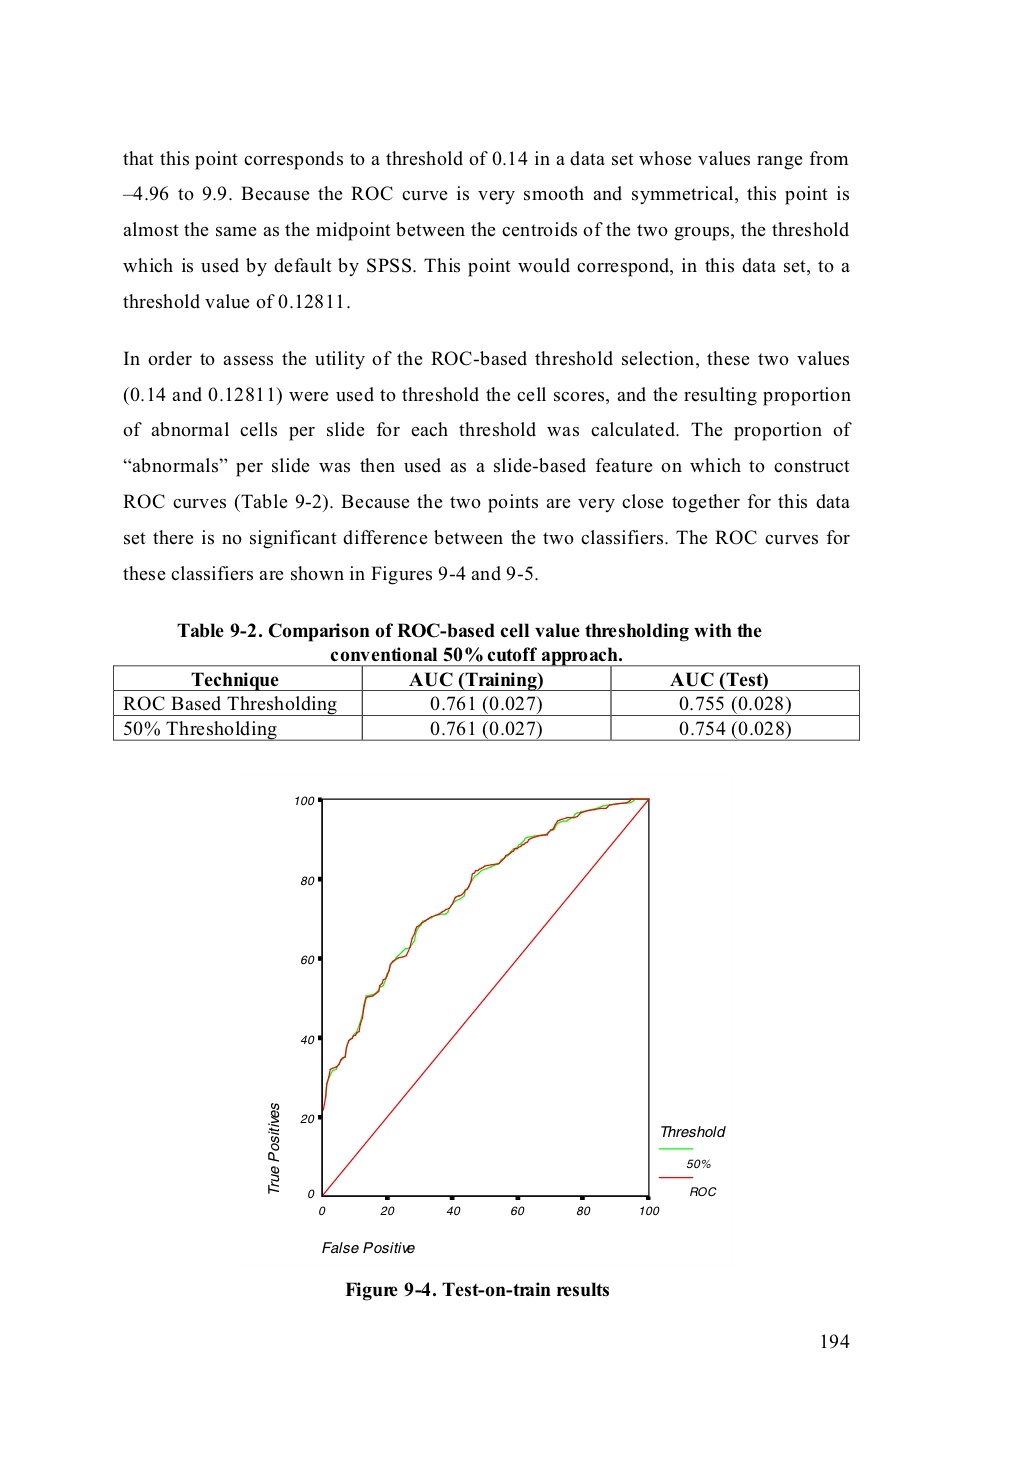 that this point corresponds to a threshold of 0.14 in a data set whose values range from
–4.96 to 9.9. Because the ROC curve is very smooth and symmetrical, this point is
almost the same as the midpoint between the centroids of the two groups, the threshold
which is used by default by SPSS. This point would correspond, in this data set, to a
threshold value of 0.12811.
In order to assess the utility of the ROC-based threshold selection, these two values
(0.14 and 0.12811) were used to threshold the cell scores, and the resulting proportion
of abnormal cells per slide for each threshold was calculated. The proportion of
“abnormals” per slide was then used as a slide-based feature on which to construct
ROC curves (Table 9-2). Because the two points are very close together for this data
set there is no significant difference between the two classifiers. The ROC curves for
these classifiers are shown in Figures 9-4 and 9-5.
Table 9-2. Comparison of ROC-based cell value thresholding with the
conventional 50% cutoff approach.
Technique AUC (Training) AUC (Test)
ROC Based Thresholding 0.761 (0.027) 0.755 (0.028)
50% Thresholding 0.761 (0.027) 0.754 (0.028)
100
80
60
40
20
0
True Positives
0 20 40 60 80 100
False Positive
Threshold
50%
ROC
Figure 9-4. Test-on-train results
194